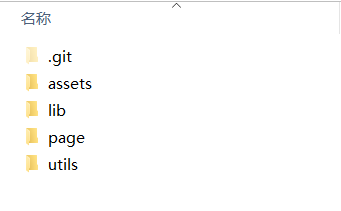 名称
.git
assets
lib
page
utils